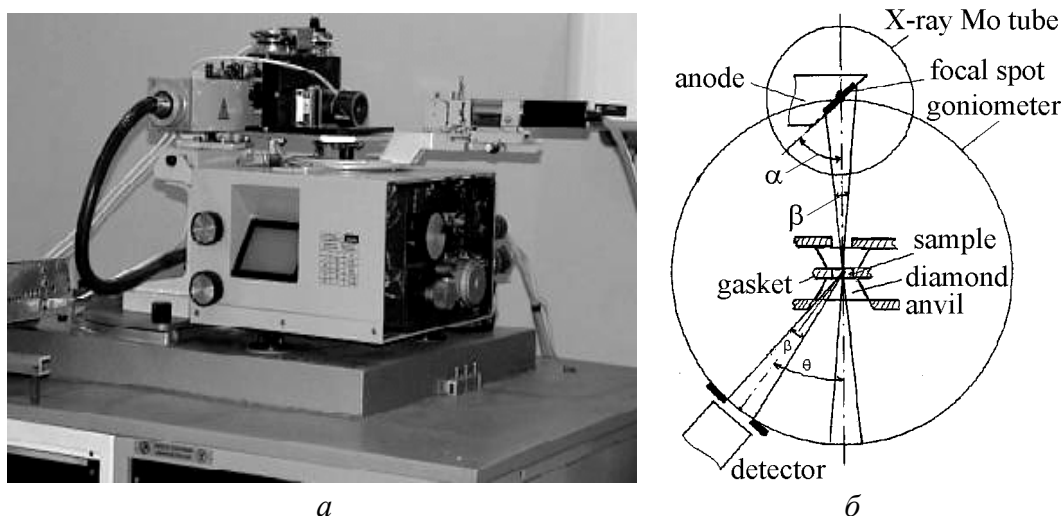 X-ray Mo tube
anode
focal spot
goniometer
α
β
sample
gasket
diamond
anvil
β
θ
detector
а
б